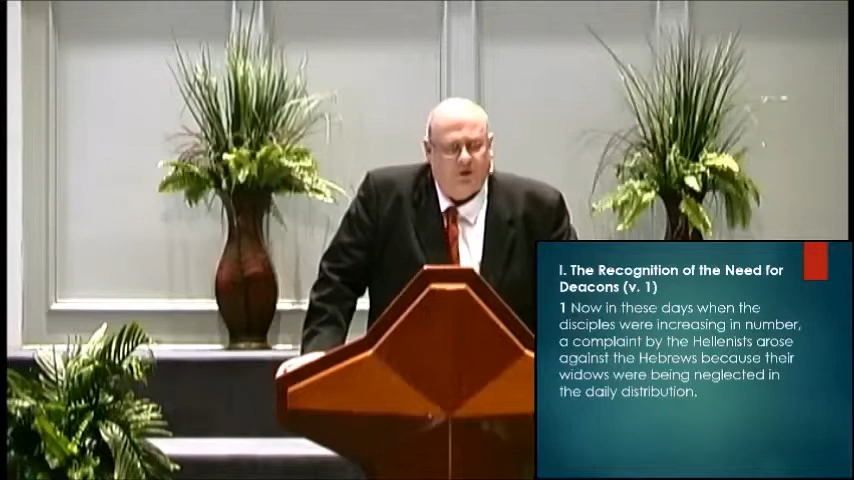 I. The Recognition of the Need for
Deacons (v. 1)
1 Now in these days when the
disciples were increasing in number,
a complaint by the Hellenists arose
against the Hebrews because their
widows were being neglected in
the daily distribution.